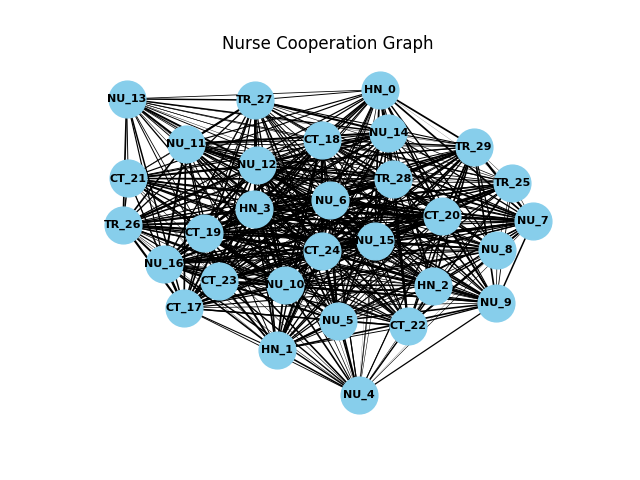 Nurse Cooperation Graph
HN_0
NU_13
TR_27
NU_14
CT_18
NU_11
TR_29
NU_12
CT_21
TR_28
TR_25
NU_6
HN_3
CT_20
NU_7
TR_26
CT_19
NU_15
NU_8
CT_24
NU_16
CT_23
NU_10
HN_2
NU_9
CT_17
NU_5
CT_22
HN_1
NU_4